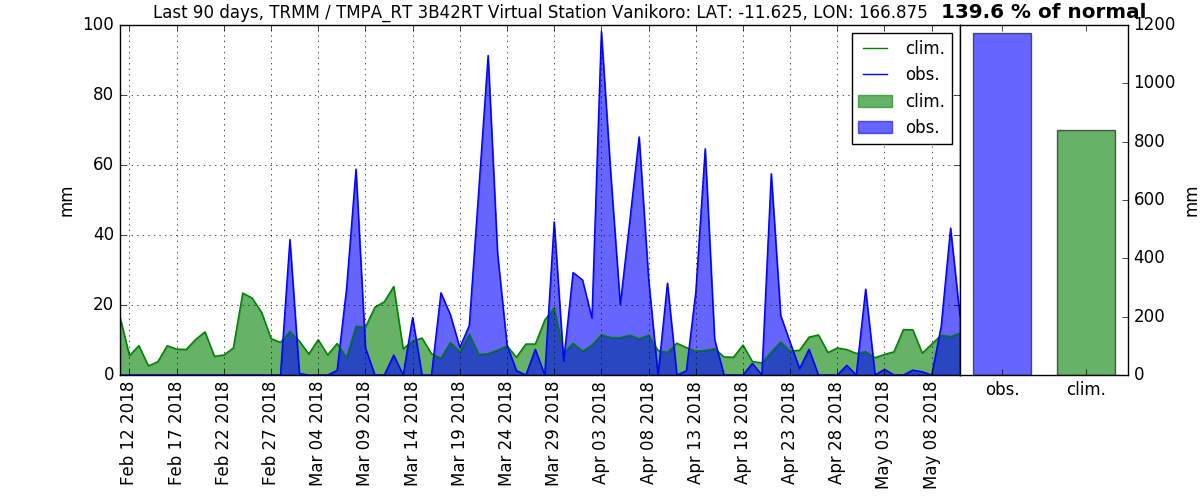 Last 90 days, TRMM / TMPA_RT 3B42RT Virtual Station Vanikoro: LAT: -11.625, LON: 166.875 139.6 % of normal
mm
100
80
60
40
20
0
clim.
obs.
clim.
obs.
1200
1000
800
600
400
200
0
mm
Feb 12 2018
Feb 17 2018
Feb 22 2018
Feb 27 2018
Mar 04 2018
Mar 09 2018
Mar 14 2018
Mar 19 2018
Mar 24 2018
Mar 29 2018
Apr 03 2018
Apr 08 2018
Apr 13 2018
Apr 18 2018
Apr 23 2018
Apr 28 2018
May 03 2018
May 08 2018
obs.
clim.